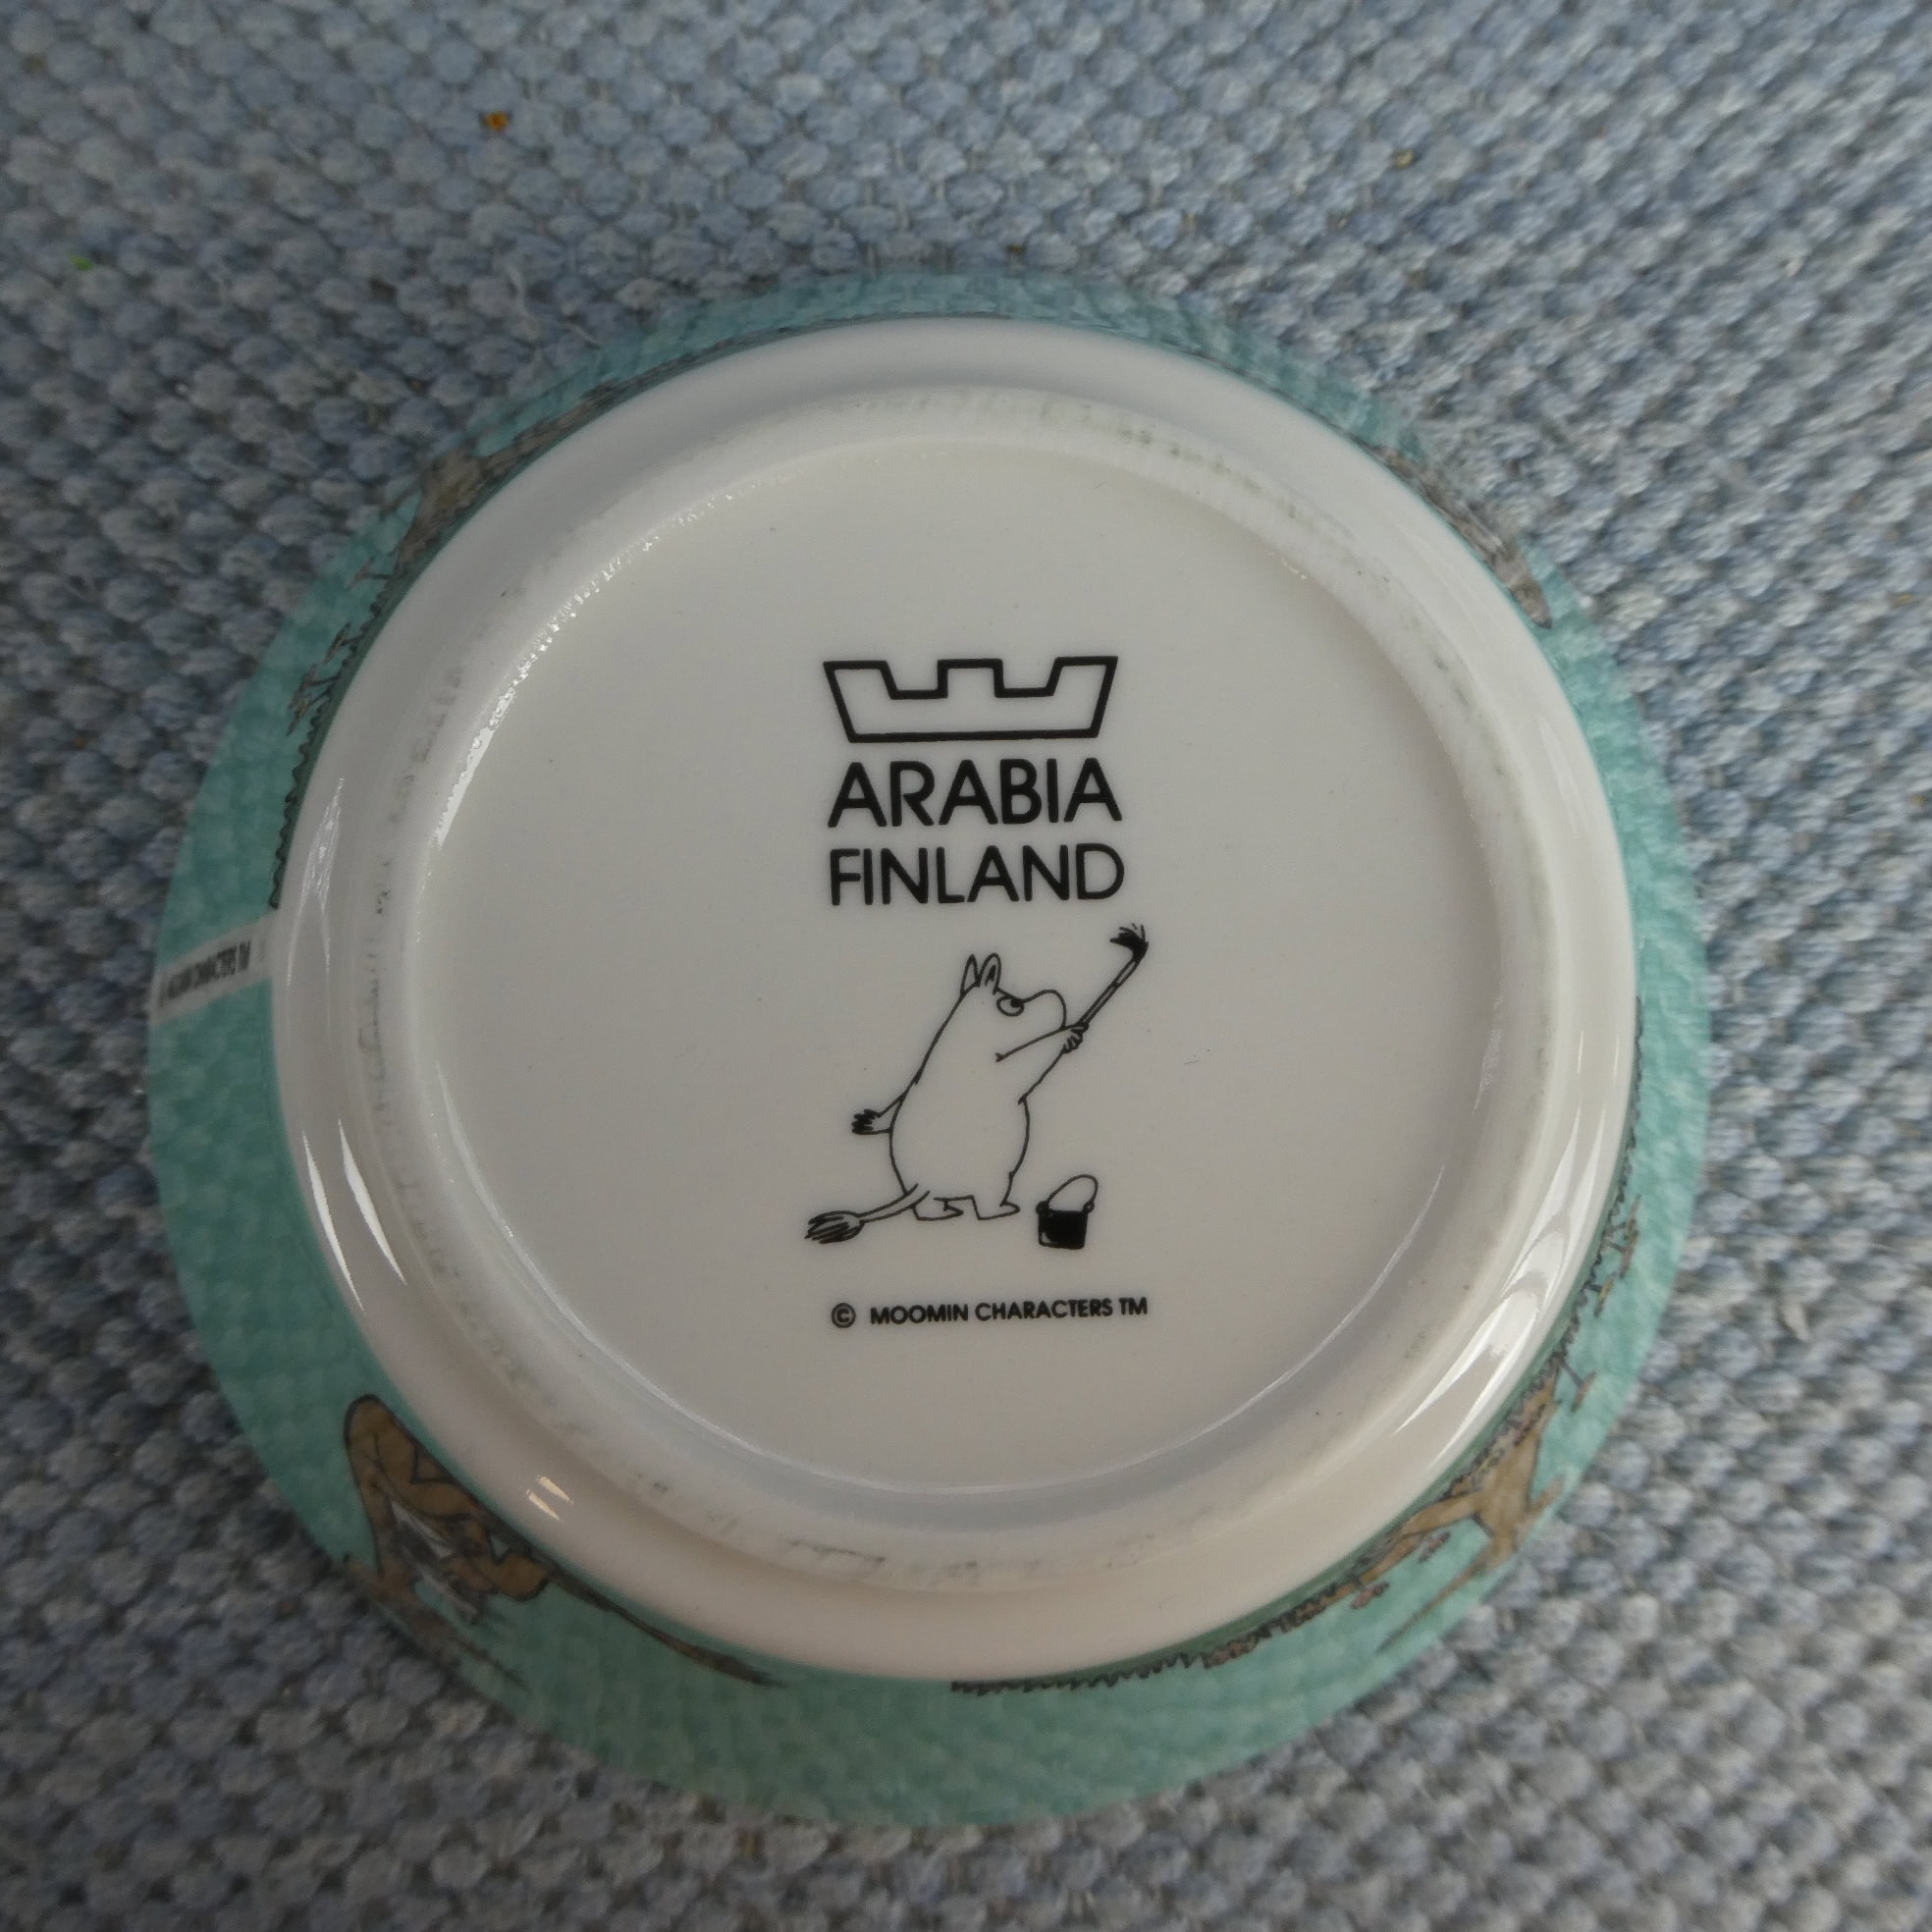 ARABIA
FINLAND
© MOOMIN CHARACTERS TM